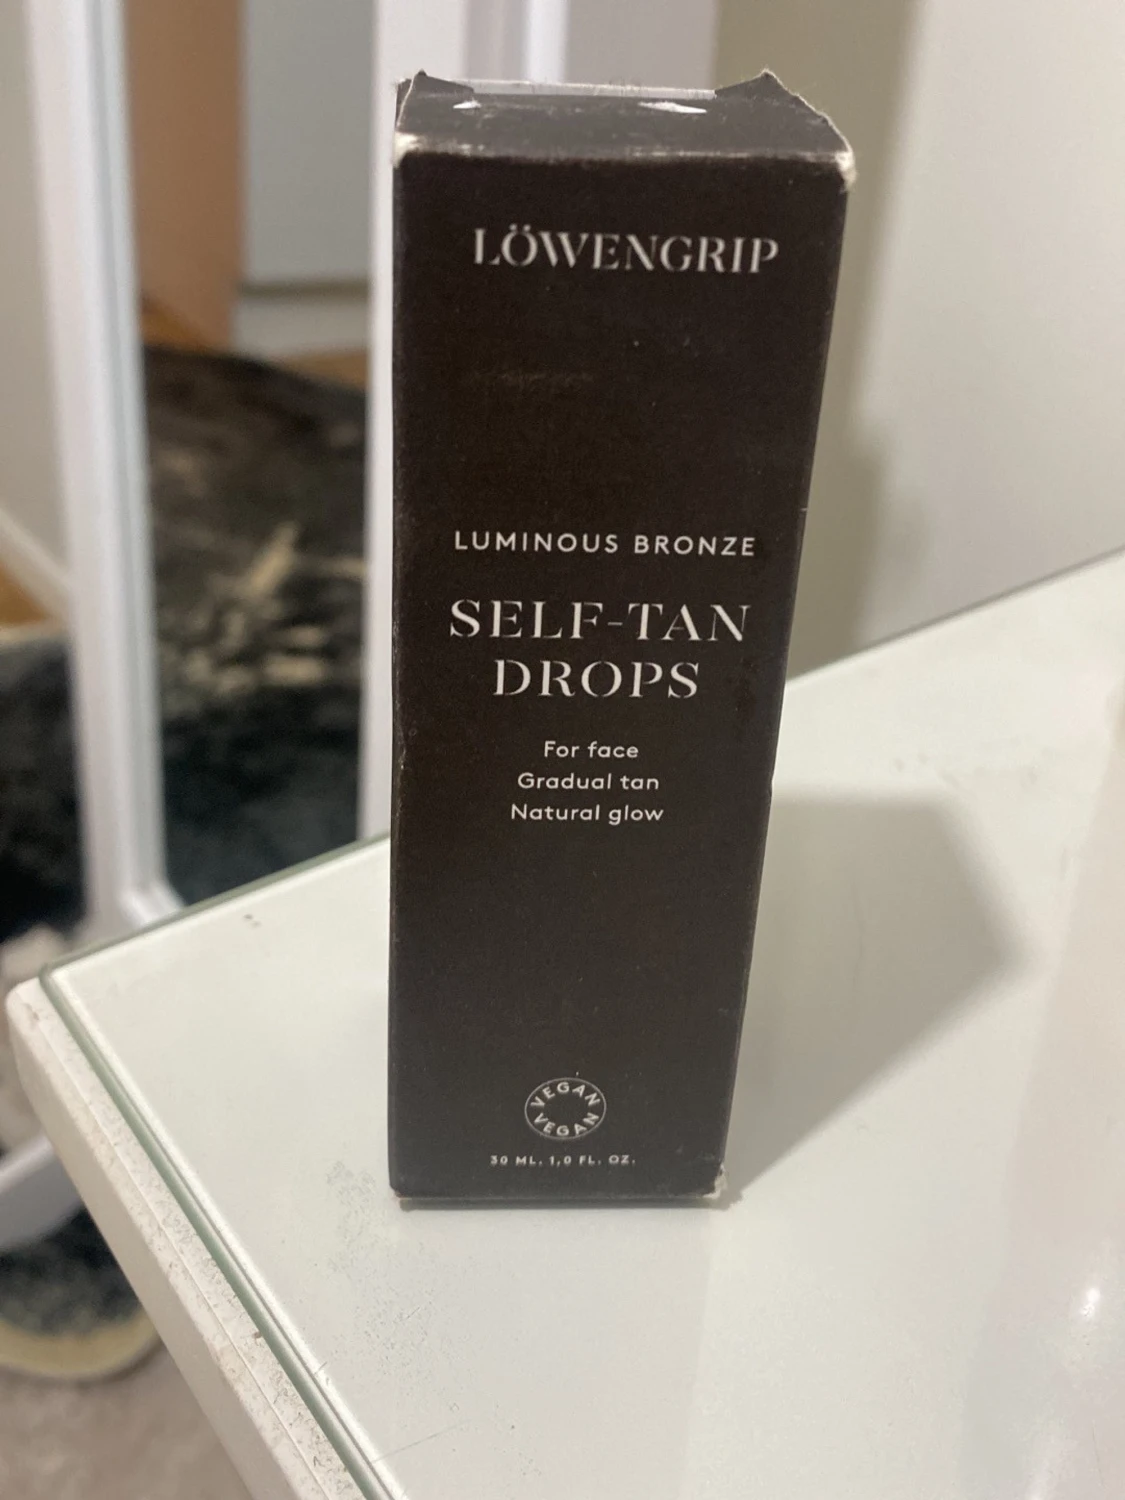 LÖWENGRIP
LUMINOUS BRONZE
SELF-TAN
DROPS
For face
Gradual tan
Natural glow
VEGAN
VEGAN
30 ML. 1,0 FL. OZ.